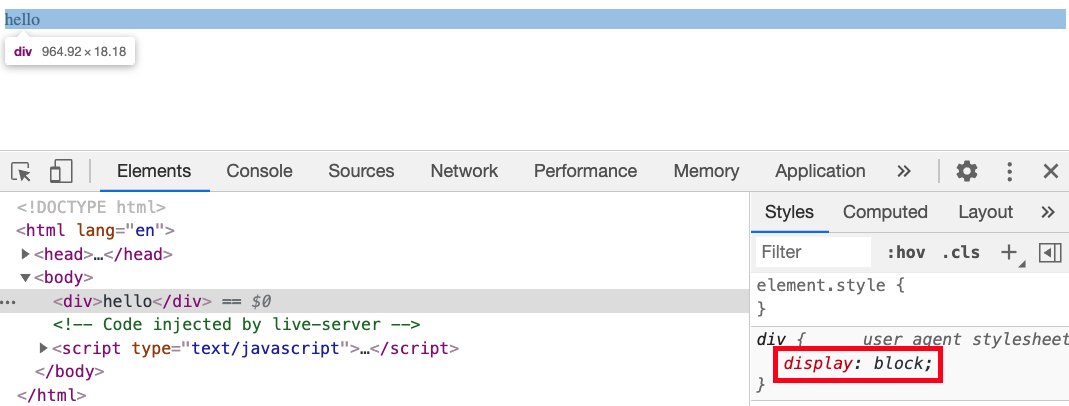 hello
div 964.92 × 18.18
Elements Console Sources Network Performance Memory Application »
<!DOCTYPE html>
<html lang="en">
▶<head>…</head>
▼<body>
… <div>hello</div> == $0
<!-- Code injected by live-server -->
▶<script type="text/javascript">…</script>
</body>
</html>
Styles Computed Layout »
Filter :hov .cls +
element.style {
}
div { user agent stylesheet
display: block;
}